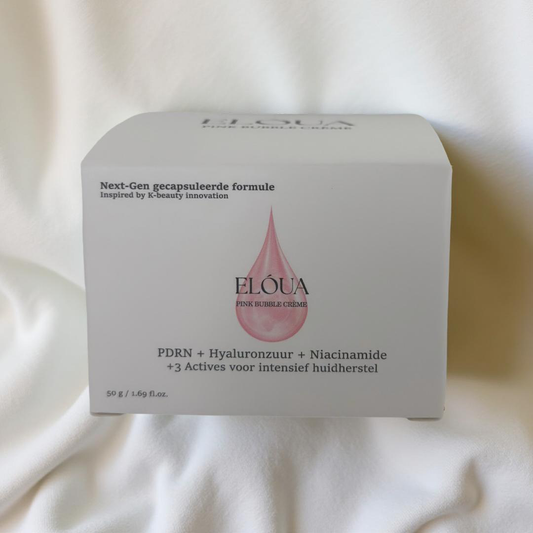 ELÓUA
PINK BUBBLE CRÈME
Next-Gen gecapsuleerde formule
Inspired by K-beauty innovation
ELÓUA
PINK BUBBLE CRÈME
PDRN + Hyaluronzuur + Niacinamide
+3 Actives voor intensief huidherstel
50 g / 1.69 fl.oz.